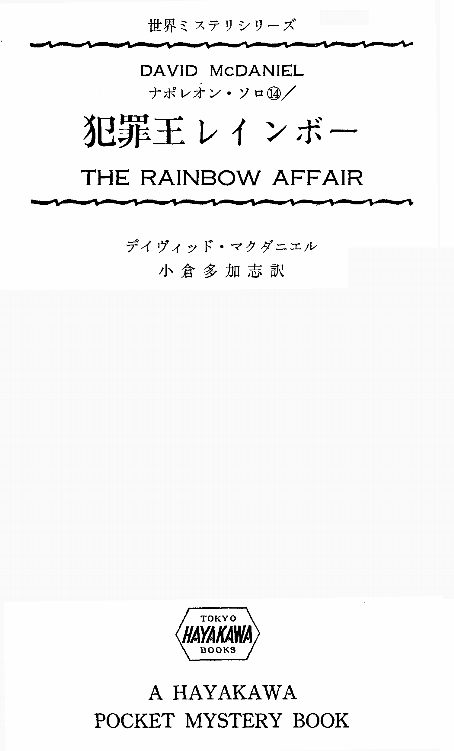 世界ミステリシリーズ
DAVID McDANIEL
ナポレオン・ソロ⑭／
犯罪王レインボー
THE RAINBOW AFFAIR
デイヴィッド・マクダニエル
小倉多加志訳
TOKYO
HAYAKAWA
BOOKS
A HAYAKAWA
POCKET MYSTERY BOOK